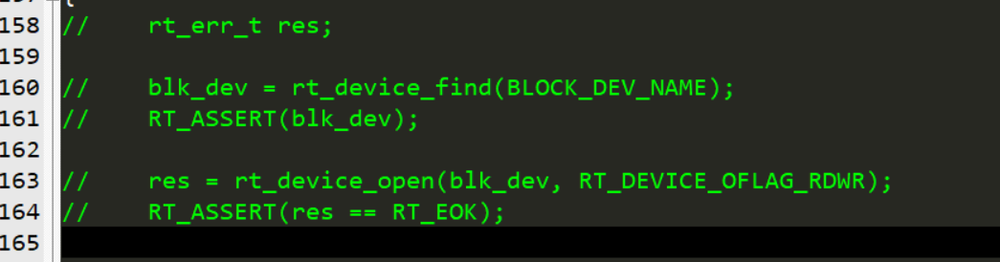 {
158 //    rt_err_t res;
159
160 //    blk_dev = rt_device_find(BLOCK_DEV_NAME);
161 //    RT_ASSERT(blk_dev);
162
163 //    res = rt_device_open(blk_dev, RT_DEVICE_OFLAG_RDWR);
164 //    RT_ASSERT(res == RT_EOK);
165